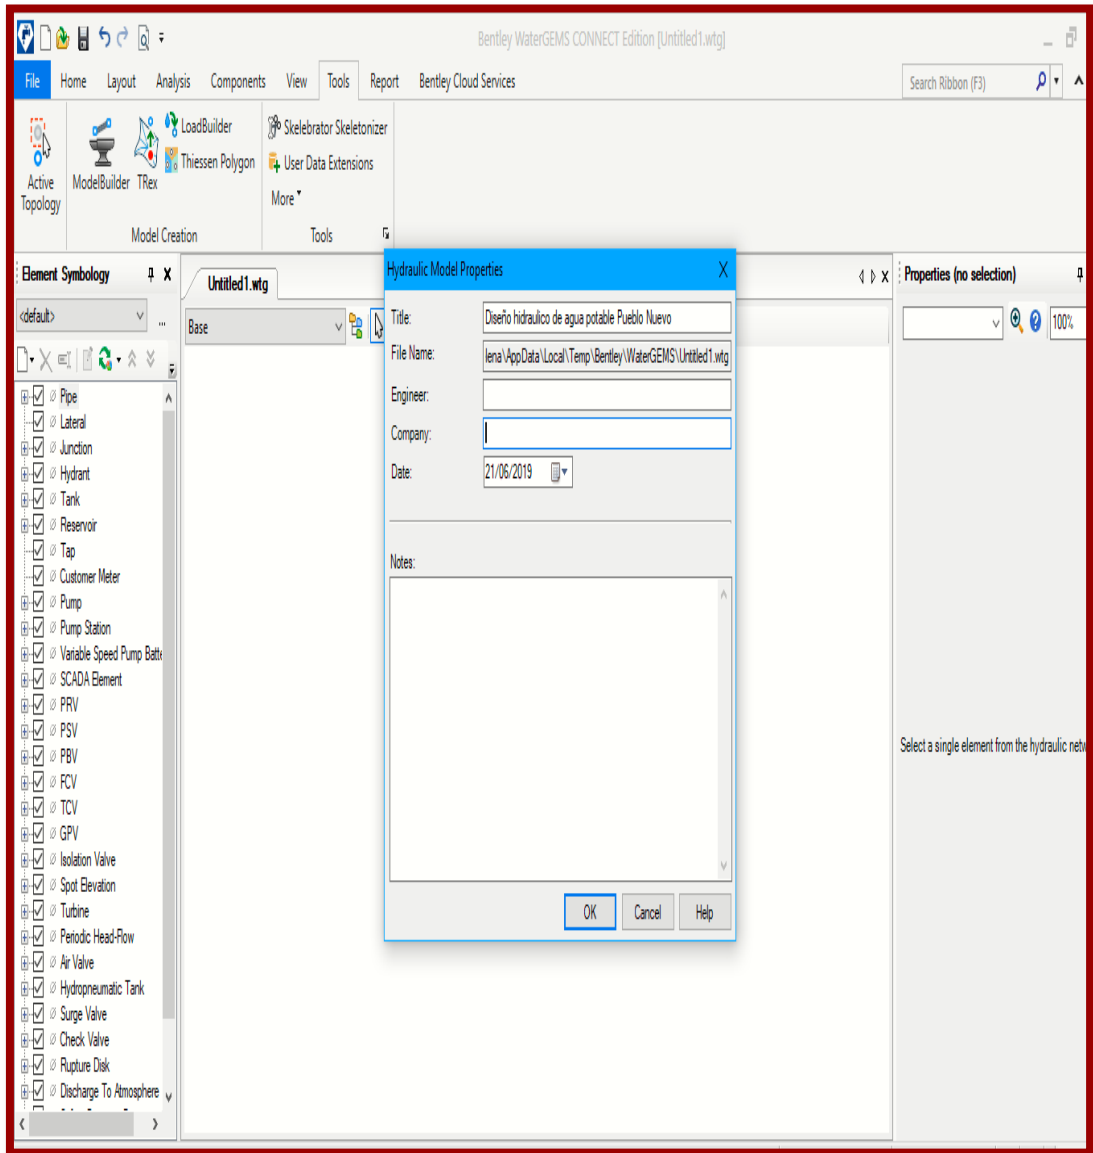 Bentley WaterGEMS CONNECT Edition [Untitled1.wtg]
File Home Layout Analysis Components View Tools Report Bentley Cloud Services
Search Ribbon (F3)
Active Topology
ModelBuilder
TRex
LoadBuilder
Thiessen Polygon
Model Creation
Skelebrator Skeletonizer
User Data Extensions
More
Tools
Element Symbology
<default>
...
Pipe
Lateral
Junction
Hydrant
Tank
Reservoir
Tap
Customer Meter
Pump
Pump Station
Variable Speed Pump Batte
SCADA Element
PRV
PSV
PBV
FCV
TCV
GPV
Isolation Valve
Spot Elevation
Turbine
Periodic Head-Flow
Air Valve
Hydropneumatic Tank
Surge Valve
Check Valve
Rupture Disk
Discharge To Atmosphere
Untitled1.wtg
Base
Hydraulic Model Properties
Title: Diseño hidraulico de agua potable Pueblo Nuevo
File Name: lena\AppData\Local\Temp\Bentley\WaterGEMS\Untitled1.wtg
Engineer:
Company:
Date: 21/06/2019
Notes:
OK Cancel Help
Properties (no selection)
100%
Select a single element from the hydraulic netw